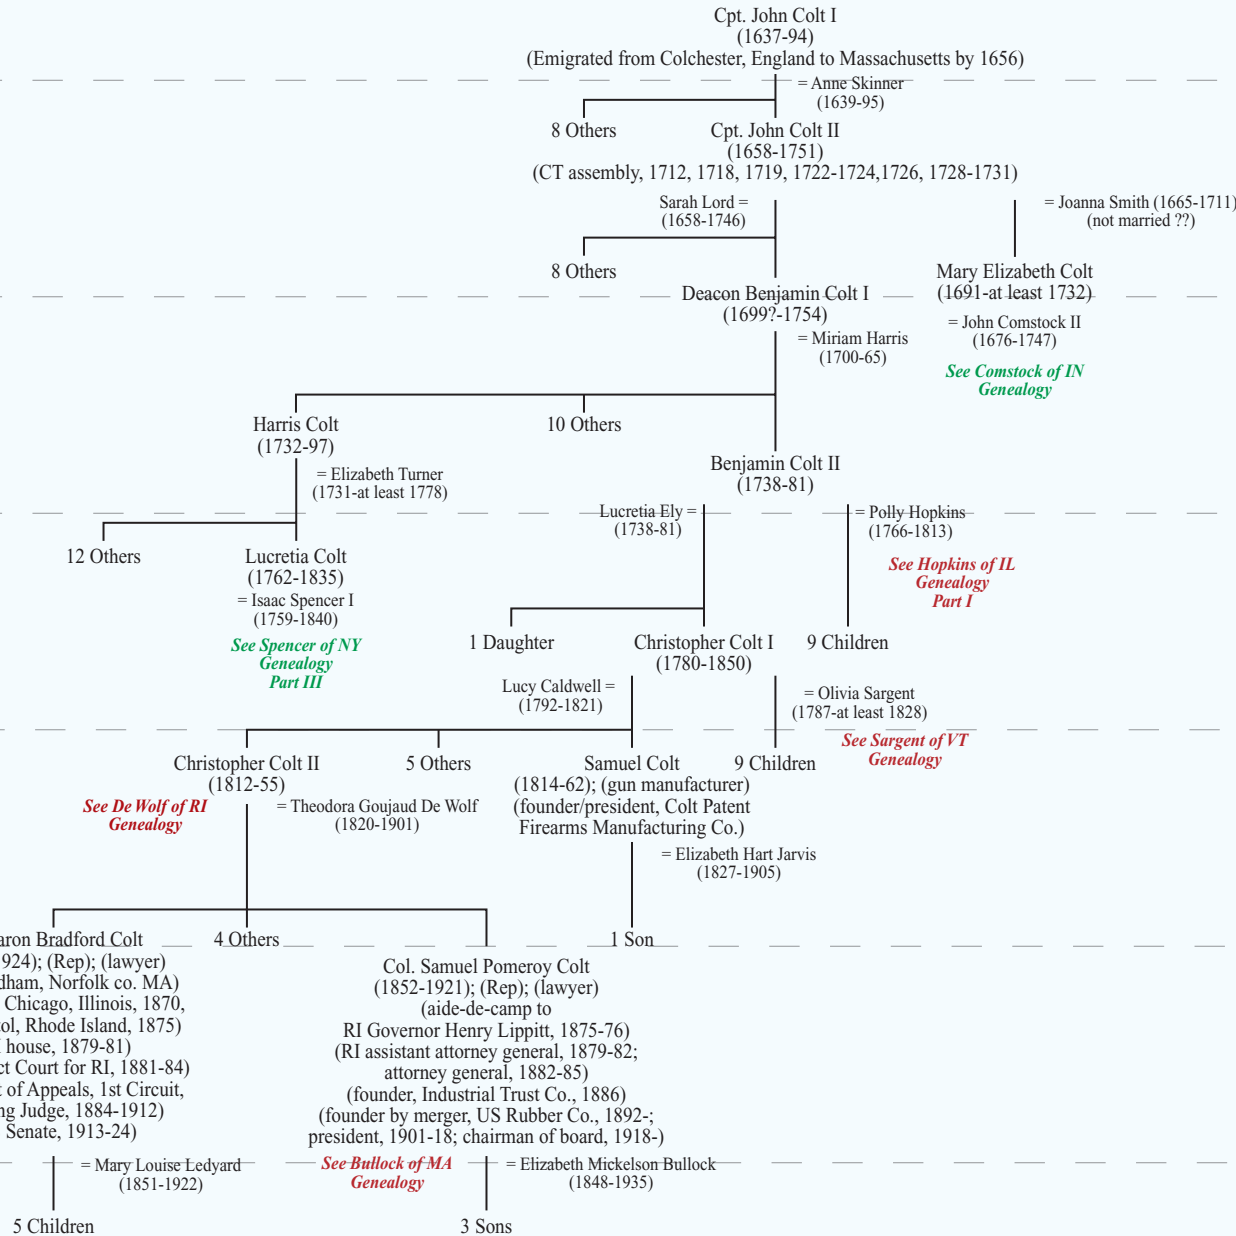 Cpt. John Colt I
(1637-94)
(Emigrated from Colchester, England to Massachusetts by 1656)
= Anne Skinner
(1639-95)
8 Others
Cpt. John Colt II
(1658-1751)
(CT assembly, 1712, 1718, 1719, 1722-1724,1726, 1728-1731)
Sarah Lord =
(1658-1746)
= Joanna Smith (1665-1711)
(not married ??)
8 Others
Mary Elizabeth Colt
(1691-at least 1732)
Deacon Benjamin Colt I
(1699?-1754)
= John Comstock II
(1676-1747)
= Miriam Harris
(1700-65)
See Comstock of IN
Genealogy
Harris Colt
(1732-97)
10 Others
Benjamin Colt II
(1738-81)
= Elizabeth Turner
(1731-at least 1778)
Lucretia Ely =
(1738-81)
= Polly Hopkins
(1766-1813)
12 Others
Lucretia Colt
(1762-1835)
= Isaac Spencer I
(1759-1840)
See Hopkins of IL
Genealogy
Part I
See Spencer of NY
Genealogy
Part III
1 Daughter
Christopher Colt I
(1780-1850)
9 Children
Lucy Caldwell =
(1792-1821)
= Olivia Sargent
(1787-at least 1828)
See Sargent of VT
Genealogy
Christopher Colt II
(1812-55)
5 Others
Samuel Colt
(1814-62); (gun manufacturer)
(founder/president, Colt Patent
Firearms Manufacturing Co.)
9 Children
See De Wolf of RI
Genealogy
= Theodora Goujaud De Wolf
(1820-1901)
= Elizabeth Hart Jarvis
(1827-1905)
aron Bradford Colt
924); (Rep); (lawyer)
dham, Norfolk co. MA)
Chicago, Illinois, 1870,
ol, Rhode Island, 1875)
house, 1879-81)
ct Court for RI, 1881-84)
t of Appeals, 1st Circuit,
ng Judge, 1884-1912)
Senate, 1913-24)
4 Others
1 Son
Col. Samuel Pomeroy Colt
(1852-1921); (Rep); (lawyer)
(aide-de-camp to
RI Governor Henry Lippitt, 1875-76)
(RI assistant attorney general, 1879-82;
attorney general, 1882-85)
(founder, Industrial Trust Co., 1886)
(founder by merger, US Rubber Co., 1892-;
president, 1901-18; chairman of board, 1918-)
= Mary Louise Ledyard
(1851-1922)
See Bullock of MA
Genealogy
= Elizabeth Mickelson Bullock
(1848-1935)
5 Children
3 Sons